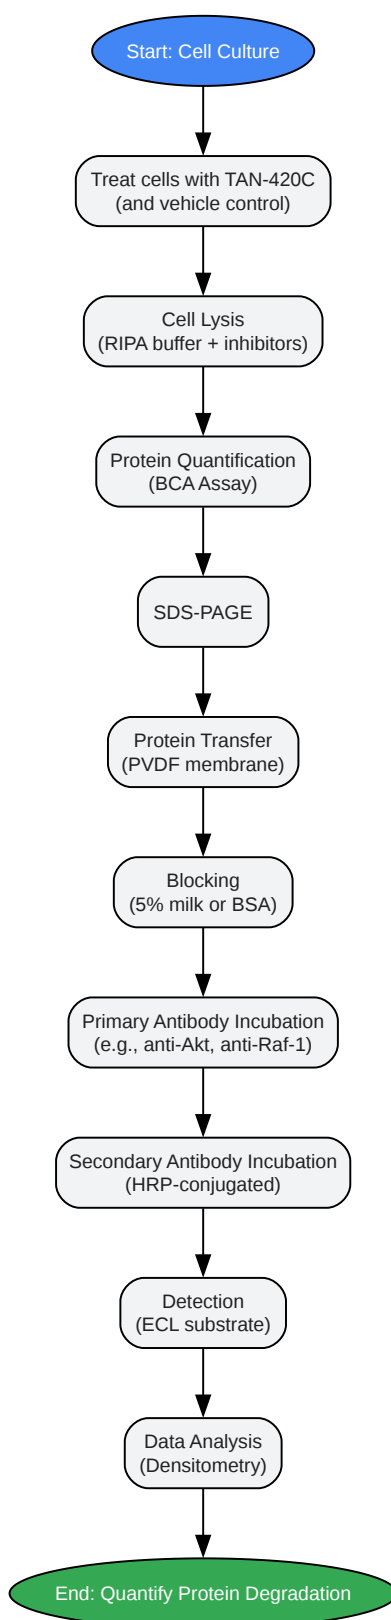 Start: Cell Culture
Treat cells with TAN-420C
(and vehicle control)
Cell Lysis
(RIPA buffer + inhibitors)
Protein Quantification
(BCA Assay)
SDS-PAGE
Protein Transfer
(PVDF membrane)
Blocking
(5% milk or BSA)
Primary Antibody Incubation
(e.g., anti-Akt, anti-Raf-1)
Secondary Antibody Incubation
(HRP-conjugated)
Detection
(ECL substrate)
Data Analysis
(Densitometry)
End: Quantify Protein Degradation